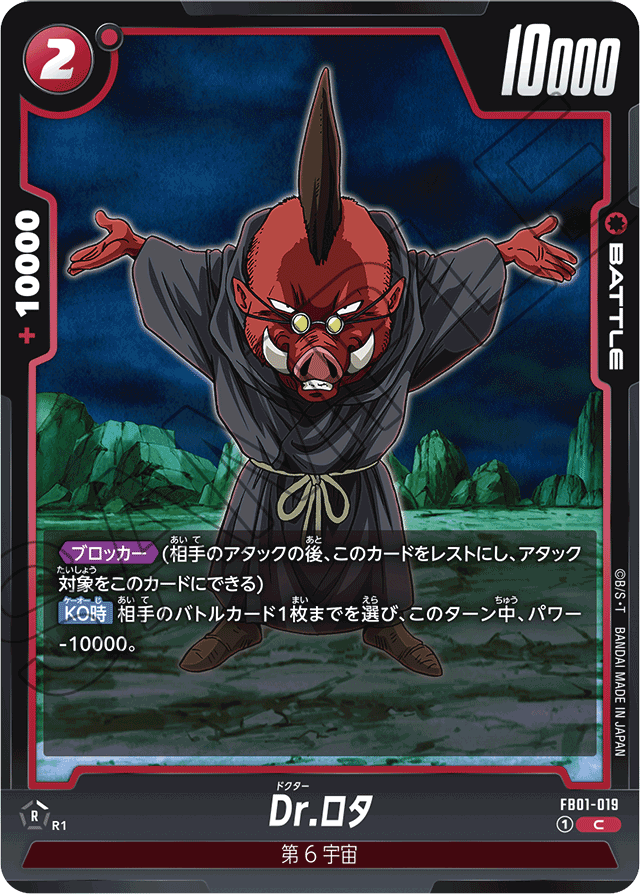 2
10000
+10000
BATTLE
ブロッカー (相手のアタックの後、このカードをレストにし、アタック
対象をこのカードにできる)
KO時 相手のバトルカード1枚までを選び、このターン中、パワー
-10000。
©B/S・T BANDAI MADE IN JAPAN
ドクター
Dr.ロタ
R R1
FB01-019
1 C
第6宇宙